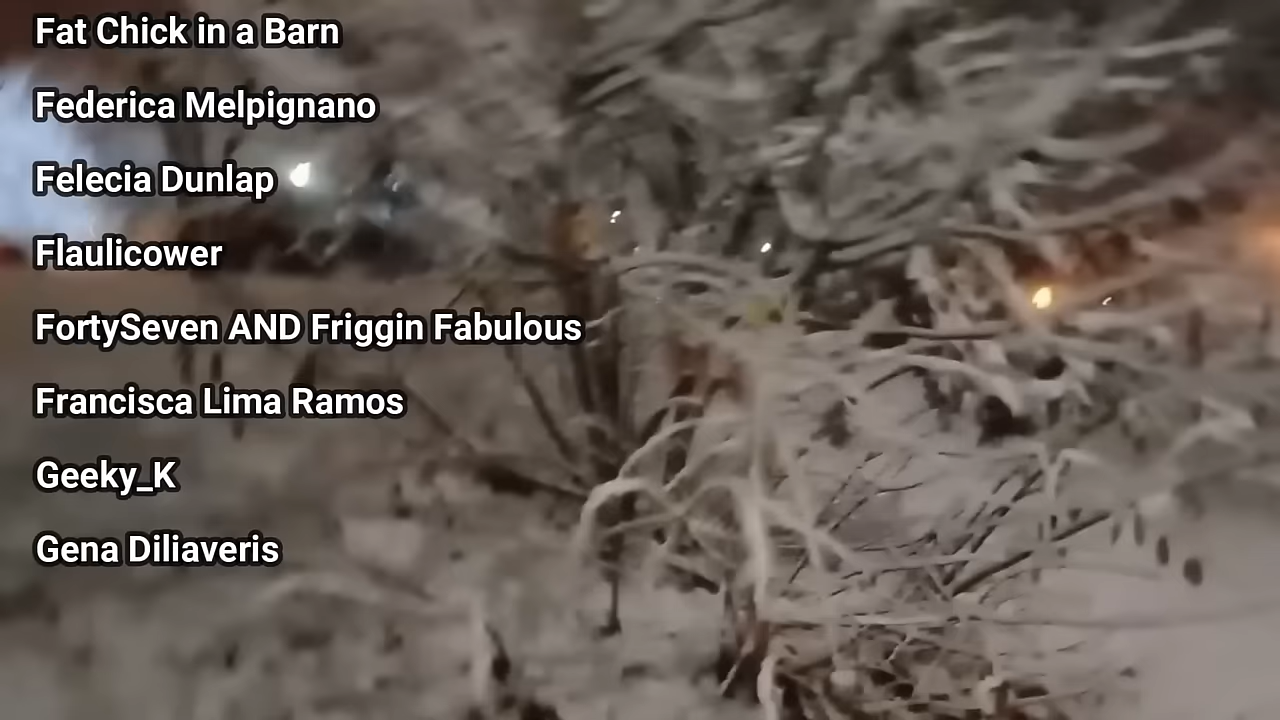 Fat Chick in a Barn
Federica Melpignano
Felecia Dunlap
Flaulicower
FortySeven AND Friggin Fabulous
Francisca Lima Ramos
Geeky_K
Gena Diliaveris